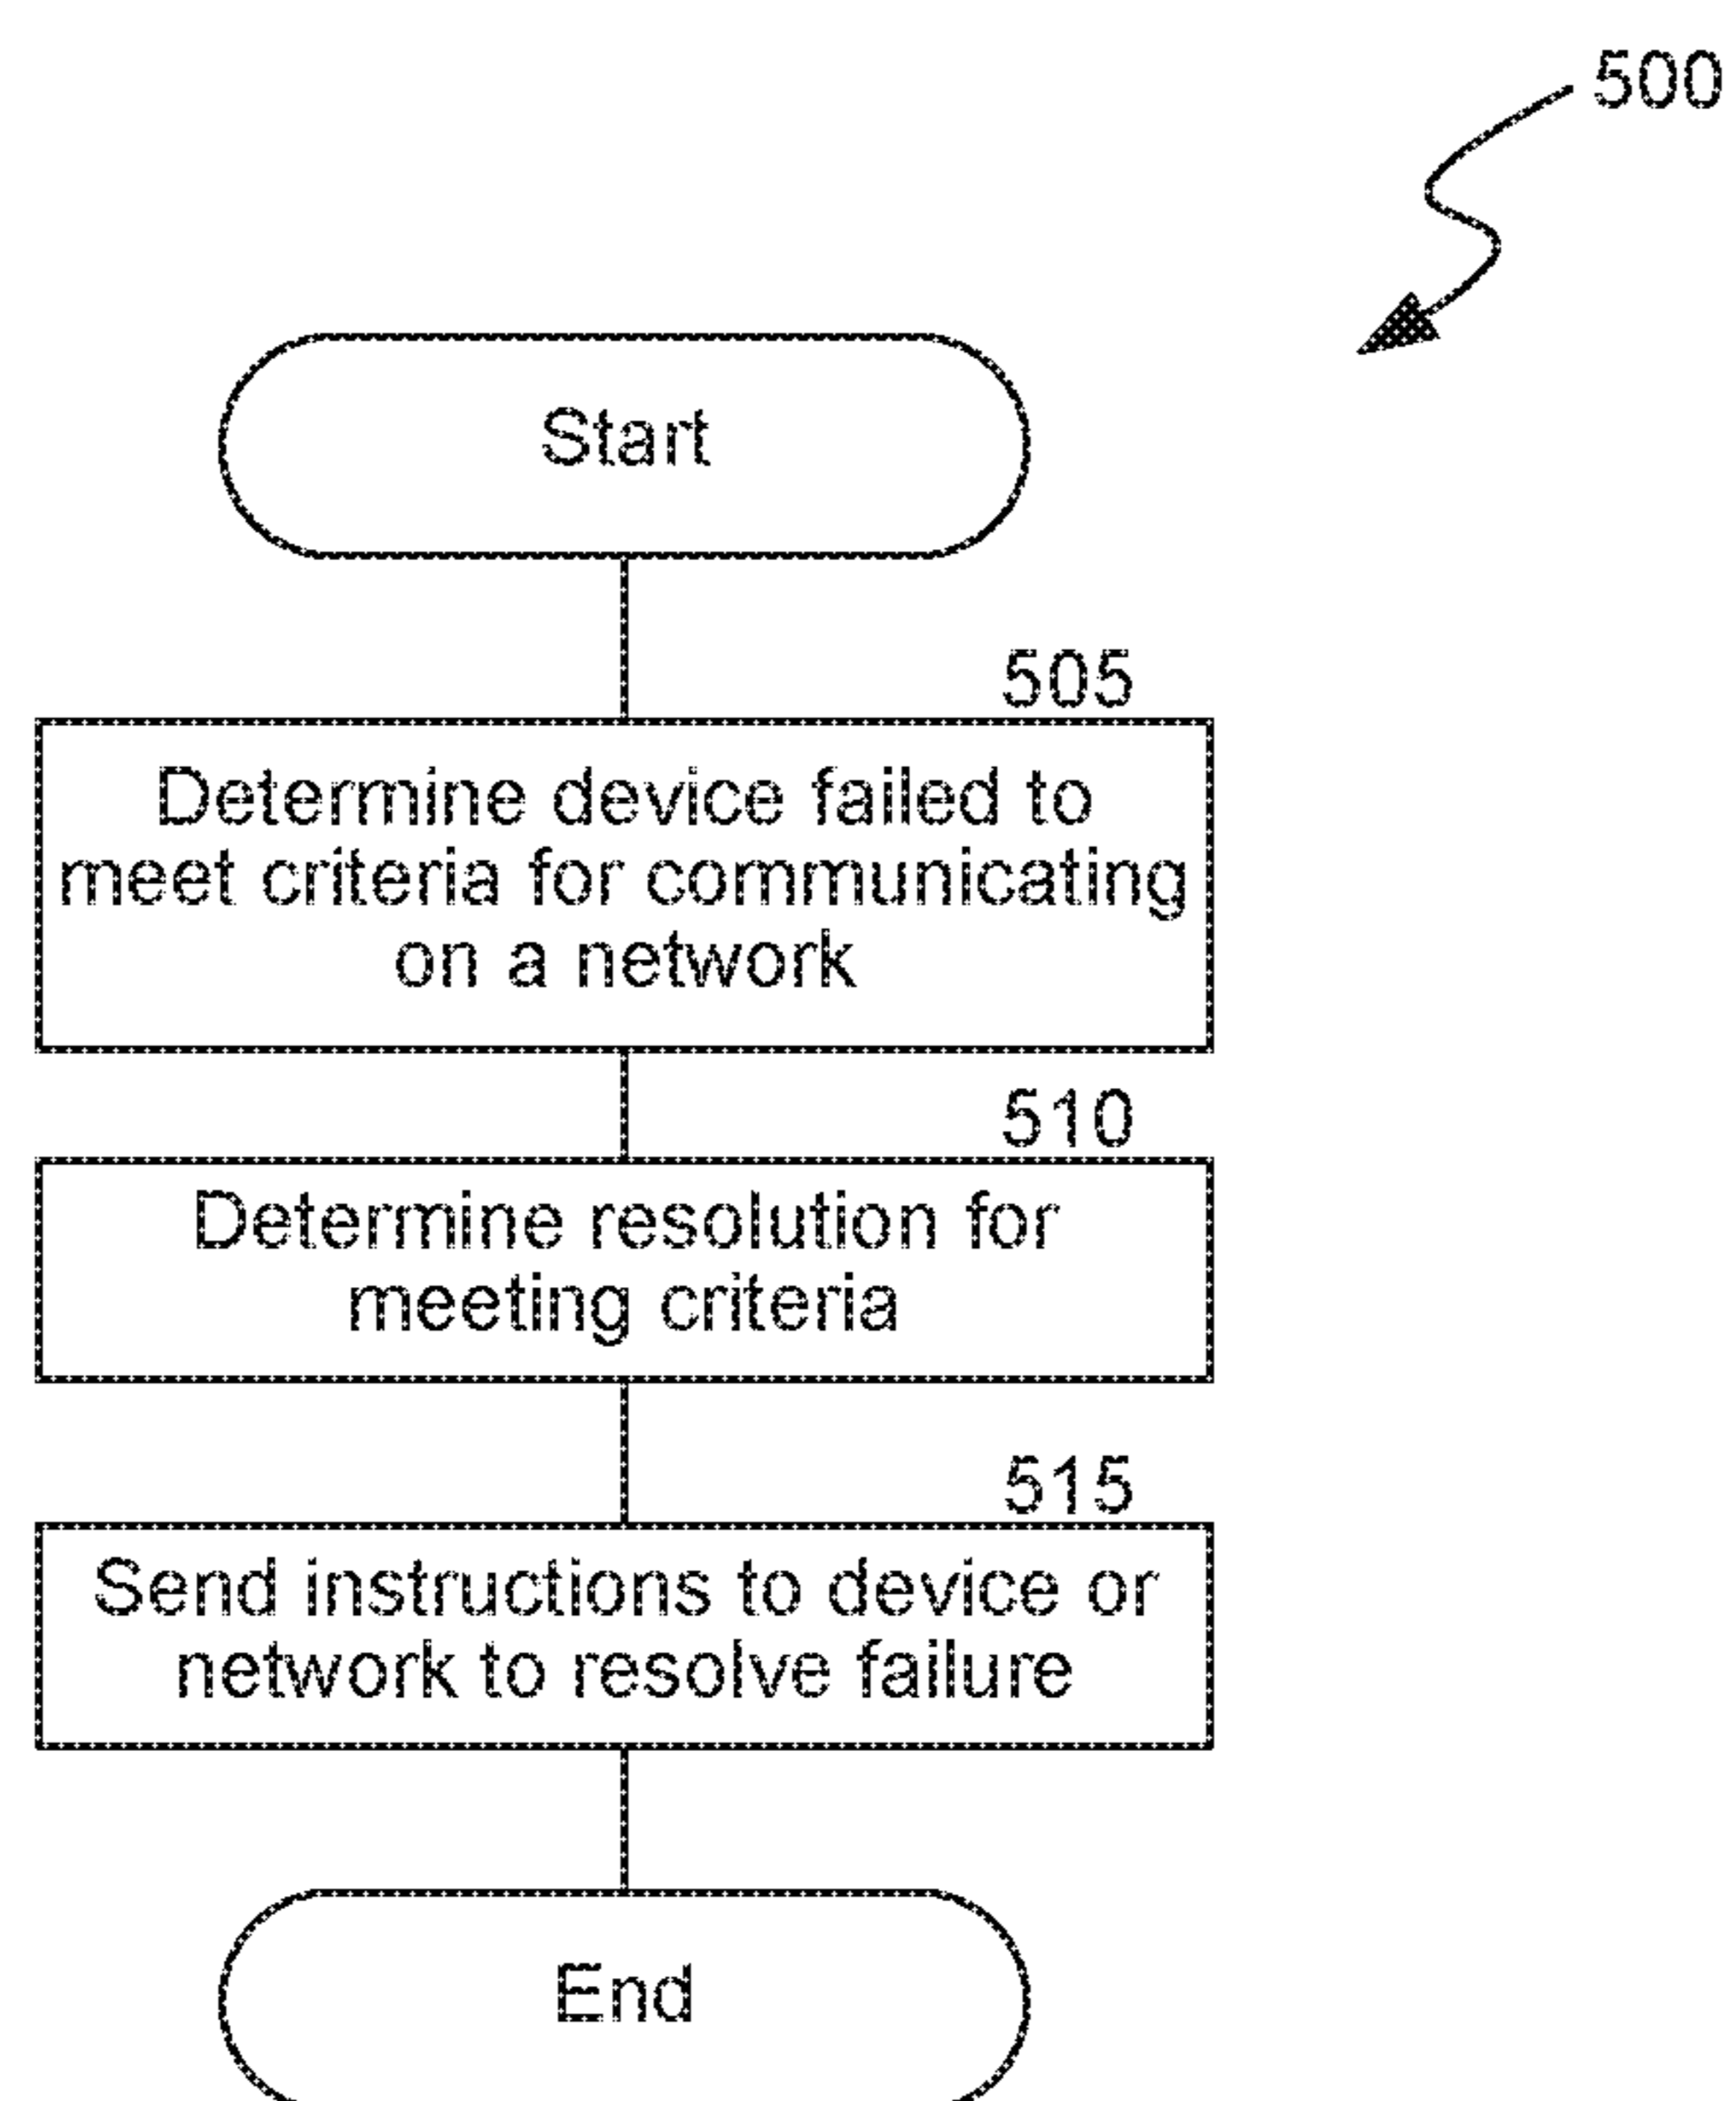 500
Start
505
Determine device failed to
meet criteria for communicating
on a network
510
Determine resolution for
meeting criteria
515
Send instructions to device or
network to resolve failure
End